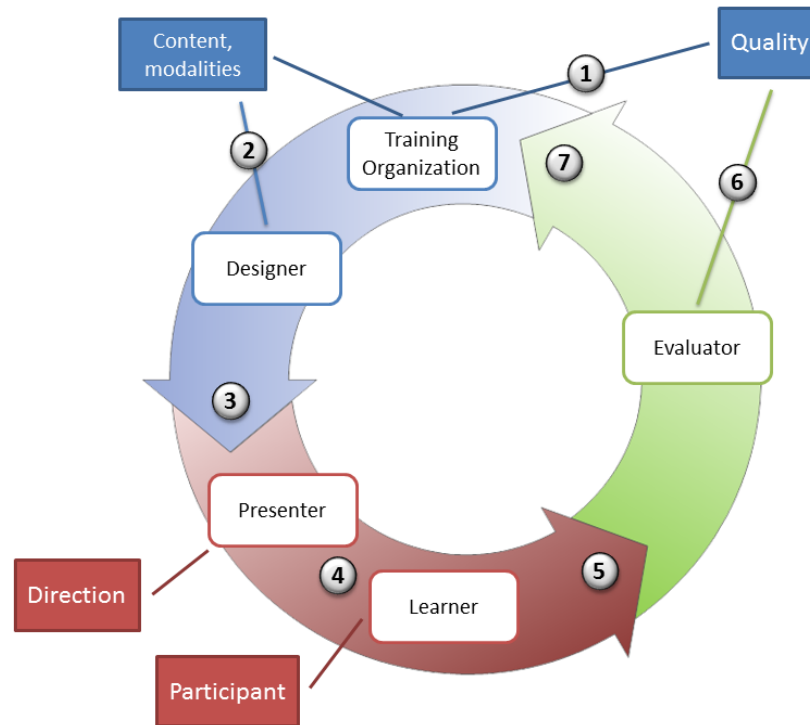 Content,
modalities
Quality
1
Training
Organization
2
7
6
Designer
Evaluator
3
Presenter
Direction
4
5
Learner
Participant